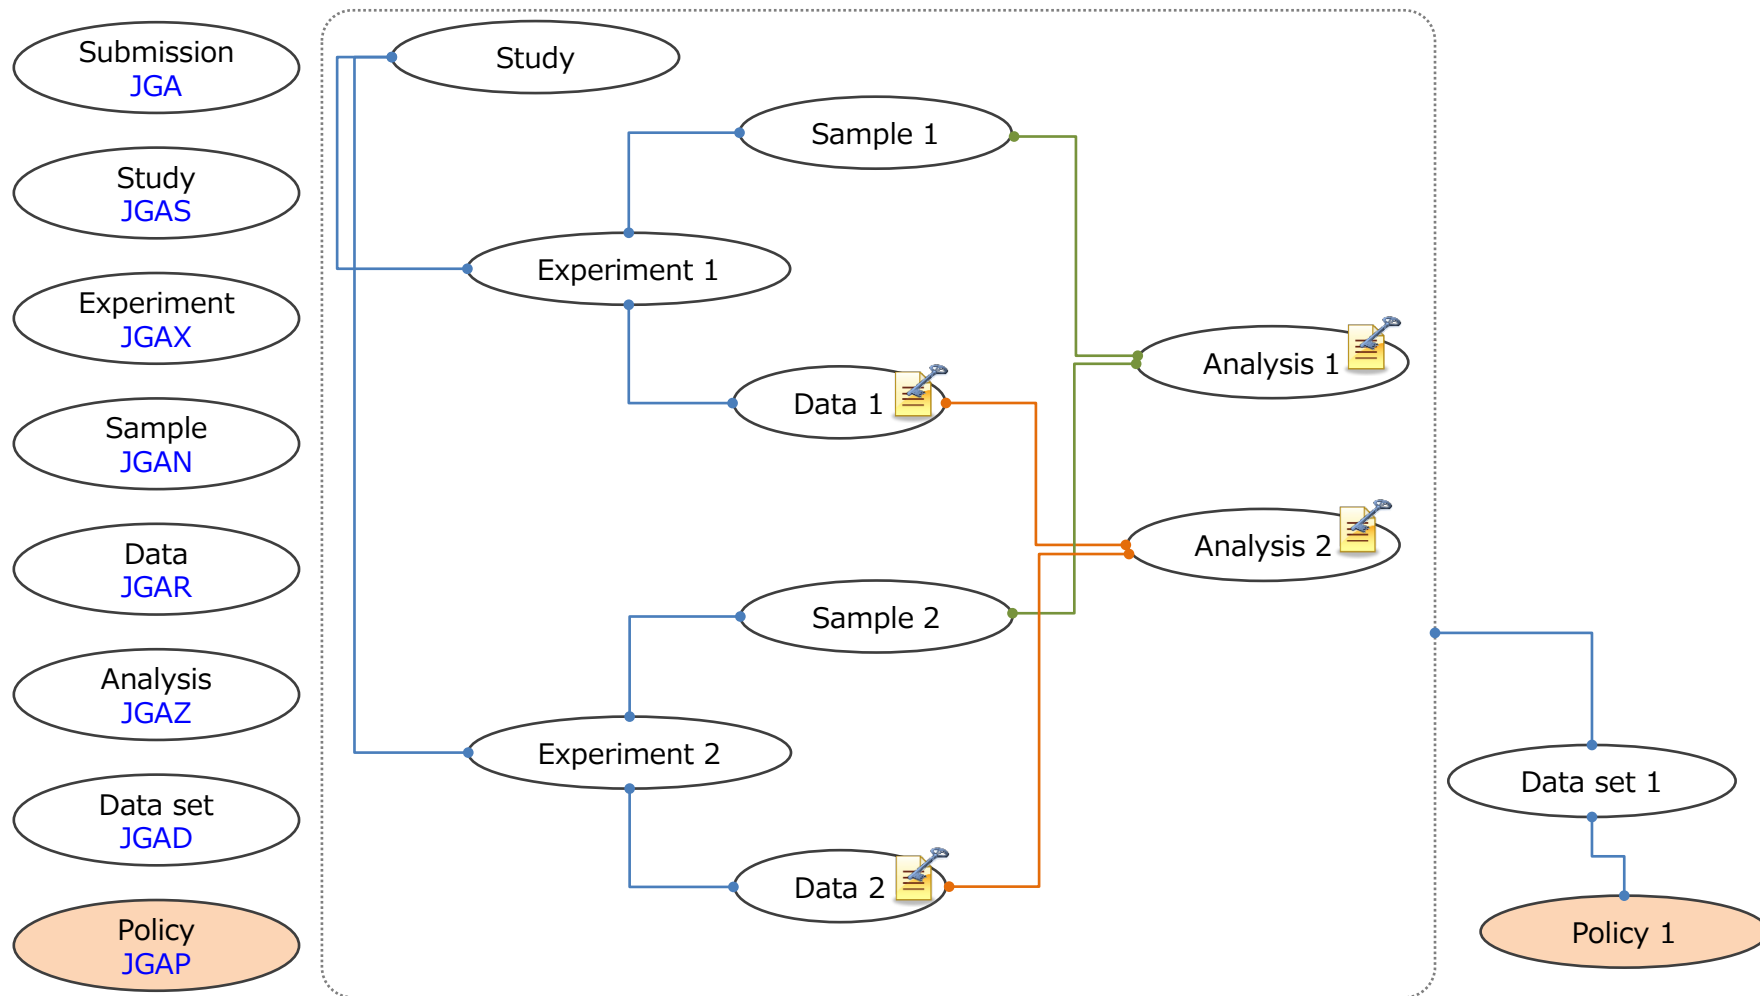 Submission
JGA
Study
JGAS
Experiment
JGAX
Sample
JGAN
Data
JGAR
Analysis
JGAZ
Data set
JGAD
Policy
JGAP
Study
Sample 1
Experiment 1
Data 1
Analysis 1
Analysis 2
Sample 2
Experiment 2
Data 2
Data set 1
Policy 1